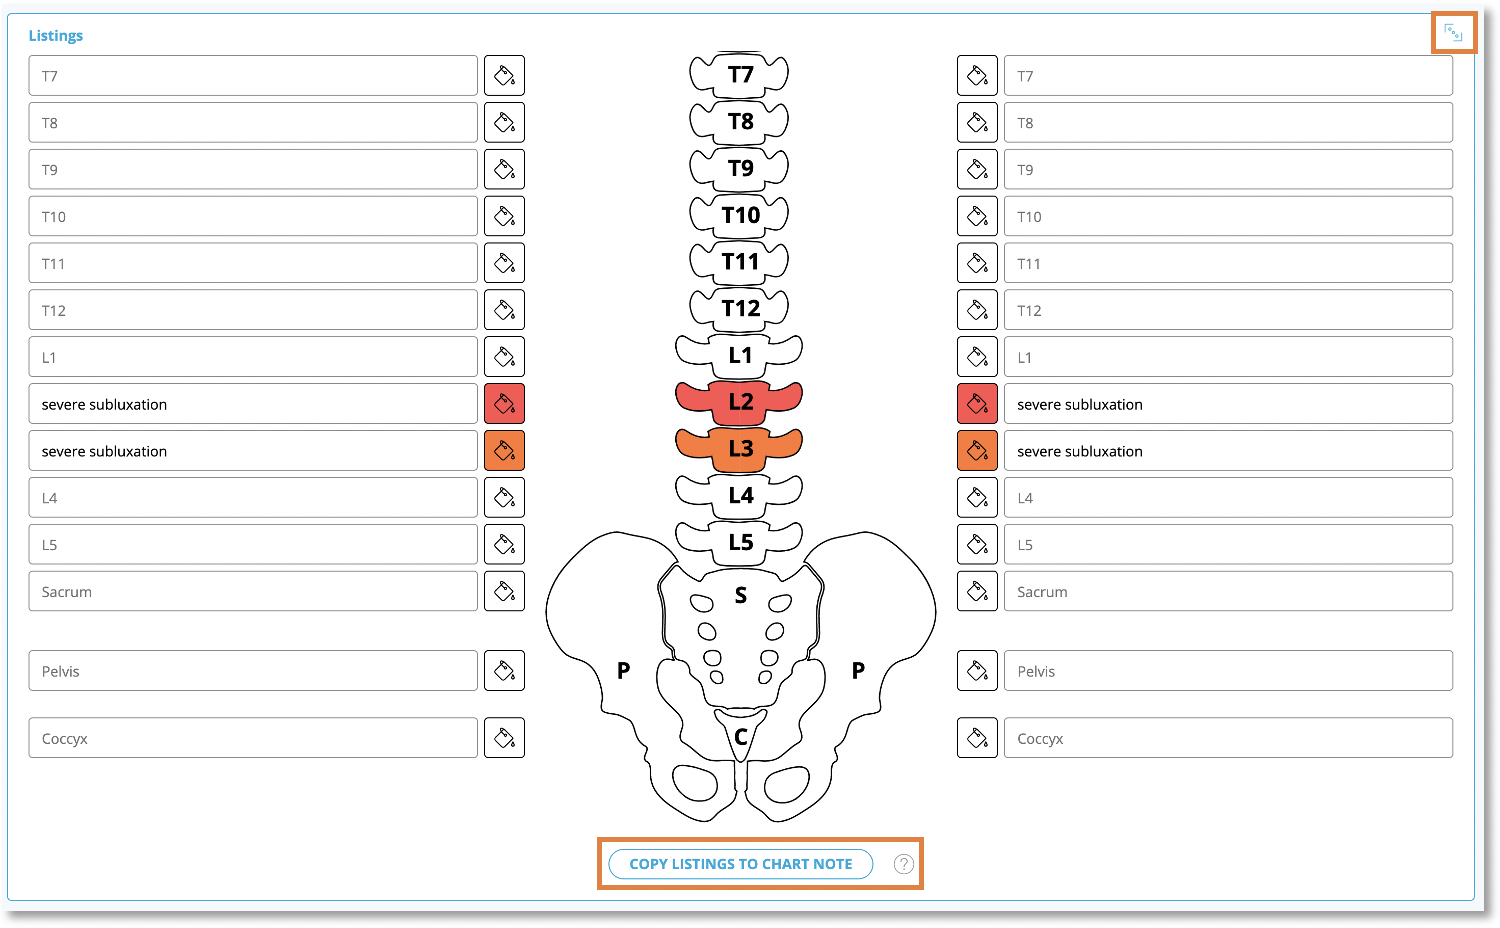 Listings
T7 T7 T7
T8 T8 T8
T9 T9 T9
T10 T10 T10
T11 T11 T11
T12 T12 T12
L1 L1 L1
severe subluxation L2 severe subluxation
severe subluxation L3 severe subluxation
L4 L4 L4
L5 L5 L5
Sacrum S Sacrum
Pelvis P P Pelvis
Coccyx C Coccyx
COPY LISTINGS TO CHART NOTE ?